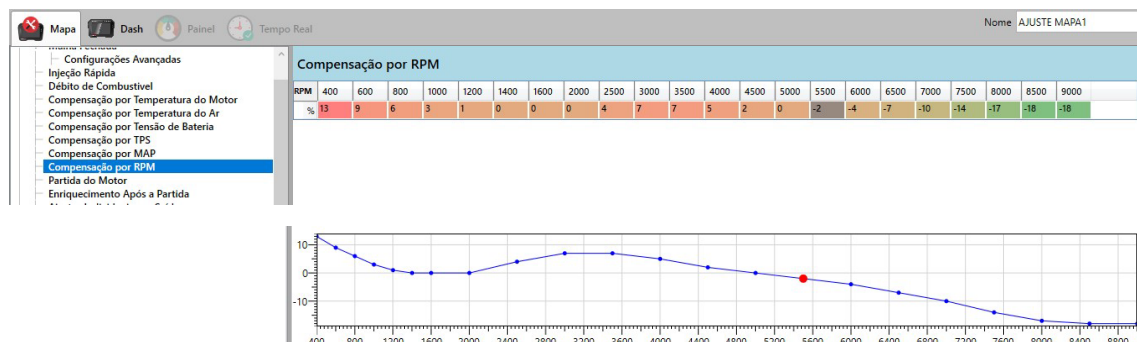 Mapa Dash Painel Tempo Real Nome AJUSTE MAPA1
Malha Fechada
Configurações Avançadas
Injeção Rápida
Débito de Combustivel
Compensação por Temperatura do Motor
Compensação por Temperatura do Ar
Compensação por Tensão de Bateria
Compensação por TPS
Compensação por MAP
Compensação por RPM
Partida do Motor
Enriquecimento Após a Partida
Compensação por RPM
RPM 400 600 800 1000 1200 1400 1600 2000 2500 3000 3500 4000 4500 5000 5500 6000 6500 7000 7500 8000 8500 9000
% 13 9 6 3 1 0 0 0 4 7 7 5 2 0 -2 -4 -7 -10 -14 -17 -18 -18
10
0
-10
400 800 1200 1600 2000 2400 2800 3200 3600 4000 4400 4800 5200 5600 6000 6400 6800 7200 7600 8000 8400 8800